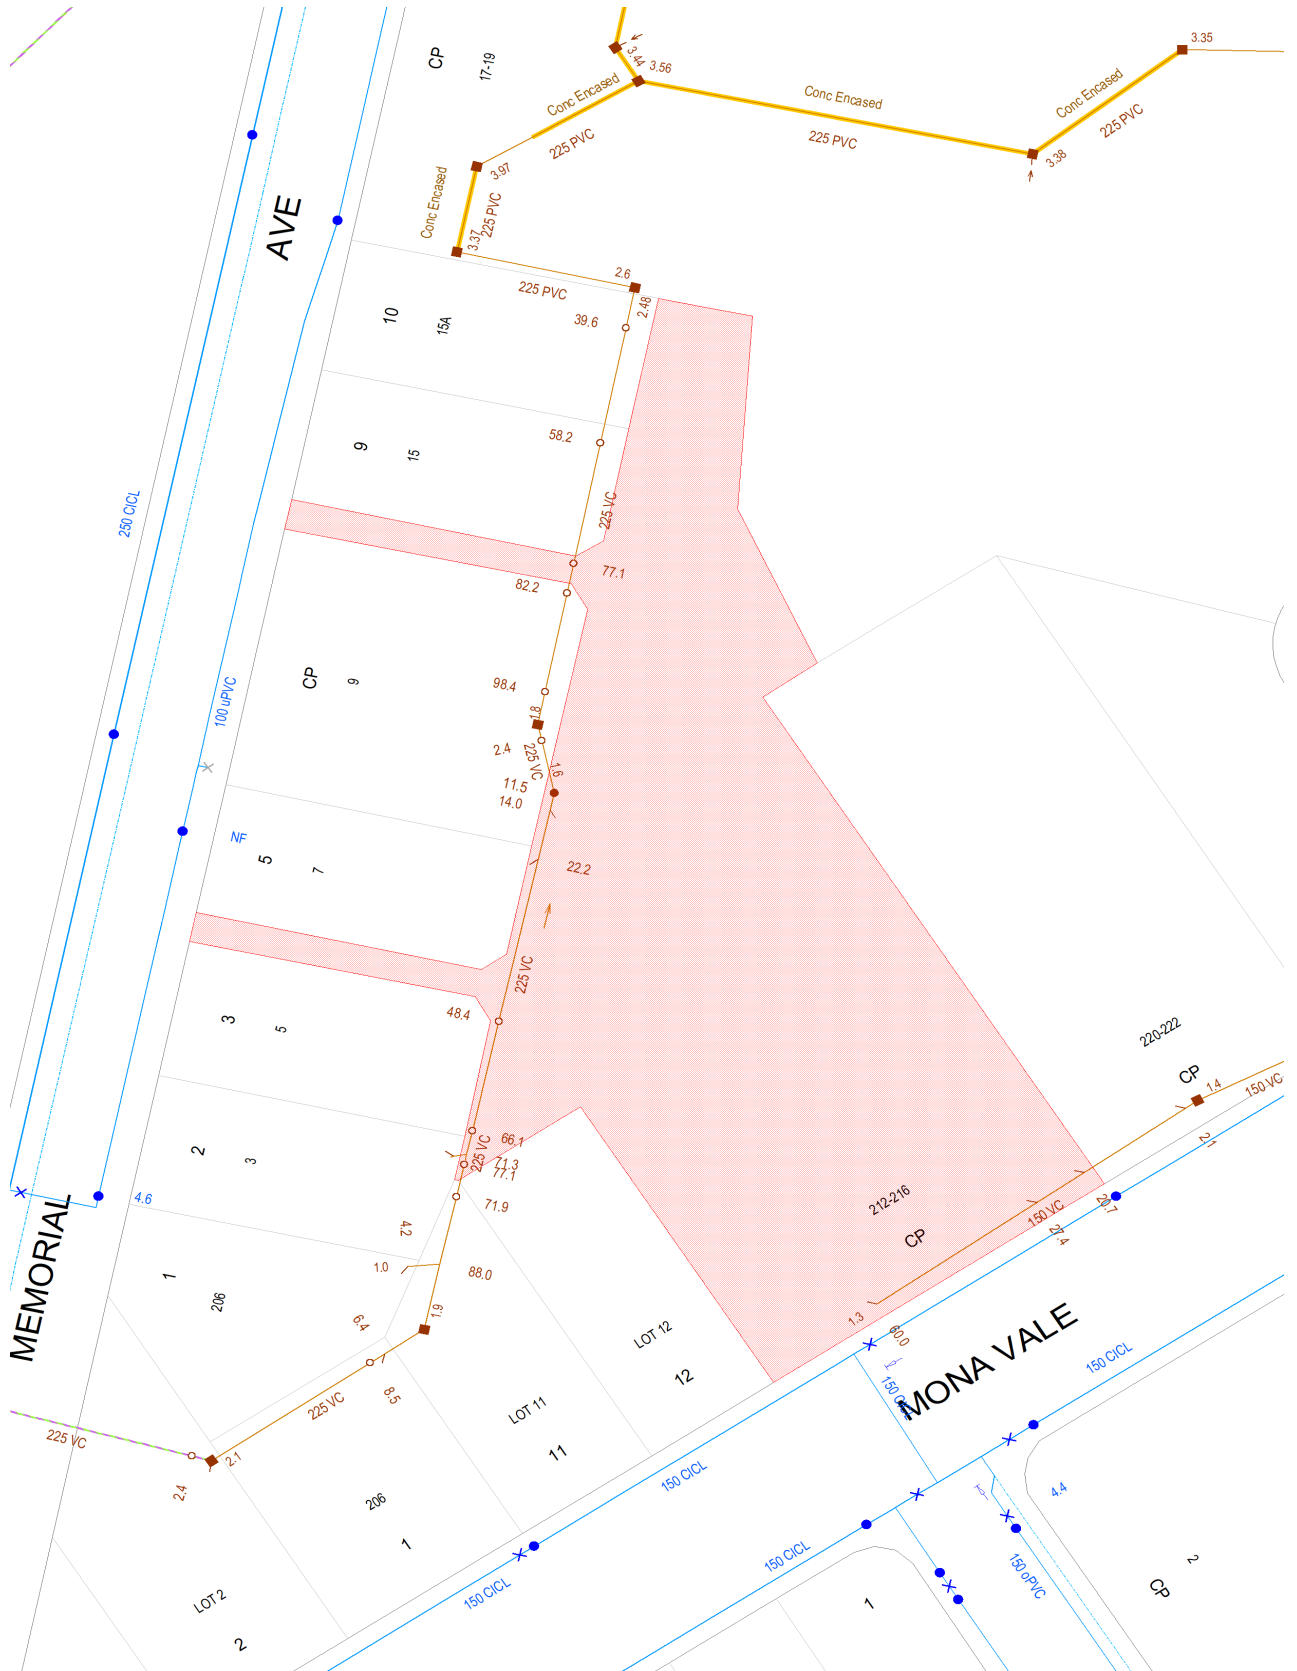 3.35
CP
17-19
3.44
3.56
Conc Encased
Conc Encased
Conc Encased
225 PVC
225 PVC
225 PVC
3.38
3.97
Conc Encased
225 PVC
3.37
AVE
2.6
225 PVC
2.48
10
15A
39.6
9
15
58.2
225 VC
250 CICL
77.1
82.2
CP
9
98.4
1.8
100 uPVC
2.4
225 VC
1.6
11.5
14.0
NF
5
7
22.2
225 VC
48.4
3
5
220-222
CP
1.4
150 VC
2.1
66.1
225 VC
71.3
77.1
71.9
2
3
4.6
212-216
CP
150 VC
20.7
27.4
MEMORIAL
4.2
1.0
88.0
1
206
1.9
6.4
1.3
60.0
LOT 12
12
MONA VALE
150 CICL
150 CICL
8.5
225 VC
LOT 11
11
225 VC
2.1
2.4
150 CICL
206
1
4.4
150 CICL
150 oPVC
150 CICL
2
CP
LOT 2
2
1